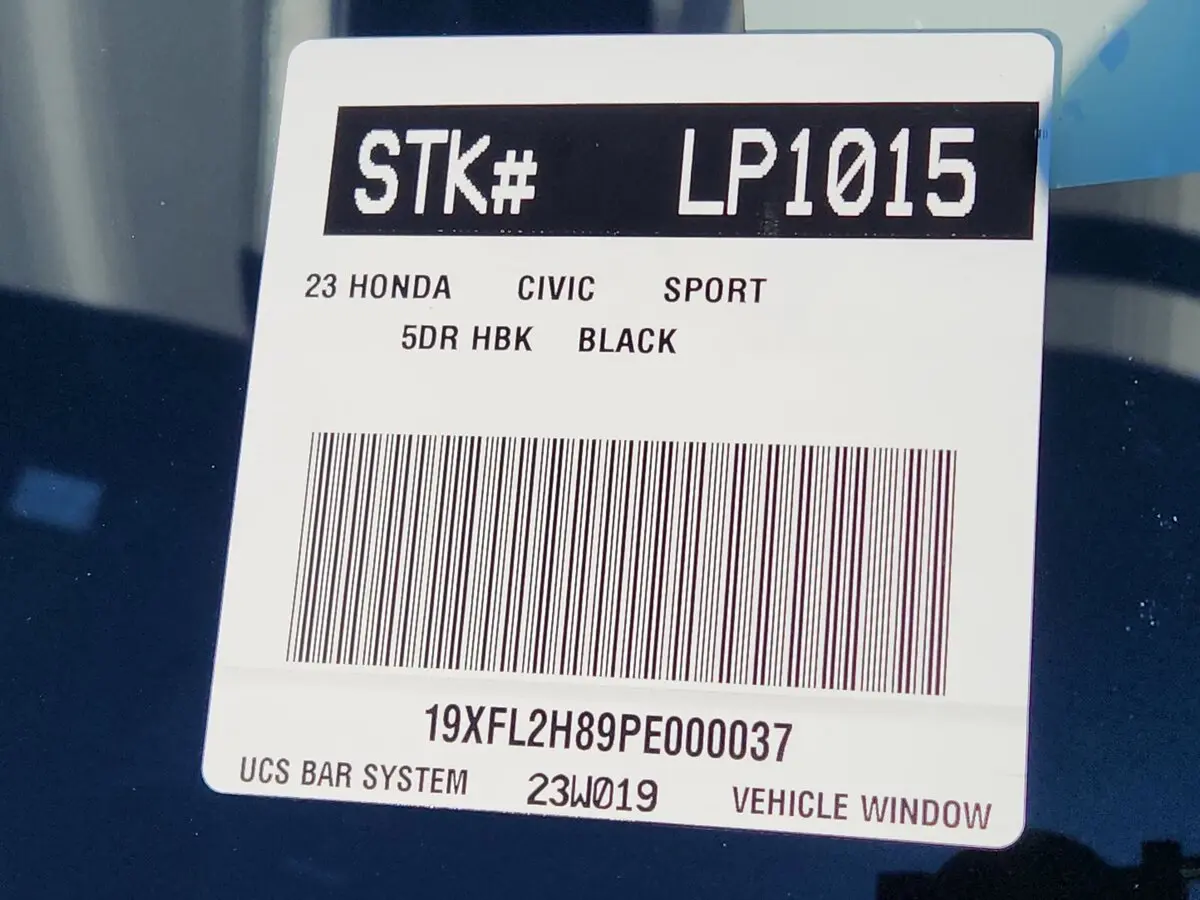 STK# LP1015
23 HONDA CIVIC SPORT
5DR HBK BLACK
19XFL2H89PE000037
UCS BAR SYSTEM 23W019 VEHICLE WINDOW